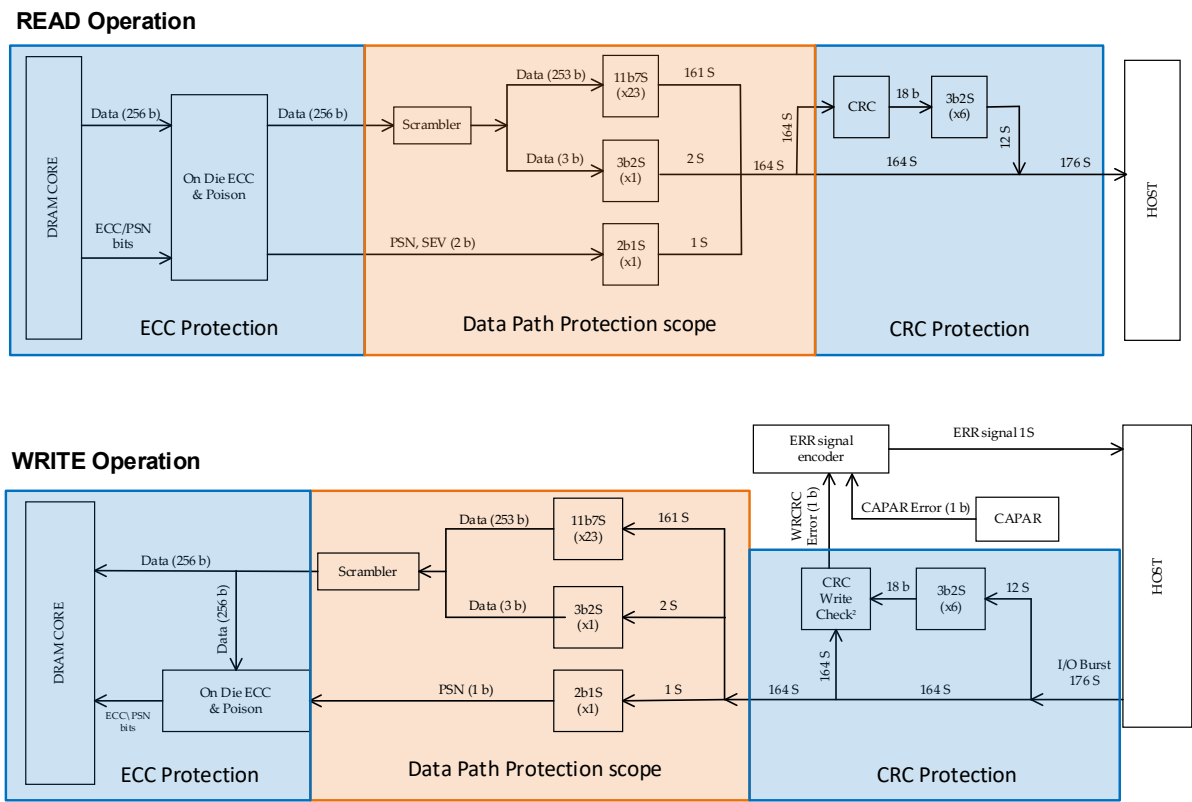 READ Operation
DRAM CORE
Data (256 b)
ECC/PSN
bits
On Die ECC
& Poison
Data (256 b)
PSN, SEV (2 b)
Scrambler
Data (253 b)
Data (3 b)
11b7S
(x23)
3b2S
(x1)
2b1S
(x1)
161 S
2 S
1 S
164 S
164 S
CRC
18 b
3b2S
(x6)
12 S
164 S
176 S
HOST
ECC Protection
Data Path Protection scope
CRC Protection
WRITE Operation
ERR signal
encoder
ERR signal 1S
WRCRC
Error (1 b)
CAPAR Error (1 b)
CAPAR
DRAM CORE
Data (256 b)
Data (256 b)
On Die ECC
& Poison
ECC\PSN
bits
Scrambler
Data (253 b)
Data (3 b)
PSN (1 b)
11b7S
(x23)
3b2S
(x1)
2b1S
(x1)
161 S
2 S
1 S
164 S
164 S
CRC
Write
Check²
18 b
3b2S
(x6)
12 S
164 S
I/O Burst
176 S
HOST
ECC Protection
Data Path Protection scope
CRC Protection